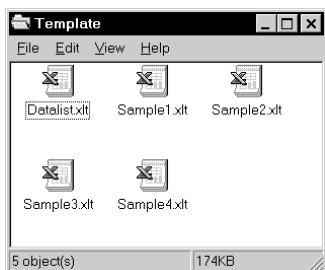 Template
File Edit View Help
Datalist.xlt Sample1.xlt Sample2.xlt
Sample3.xlt Sample4.xlt
5 object(s) 174KB